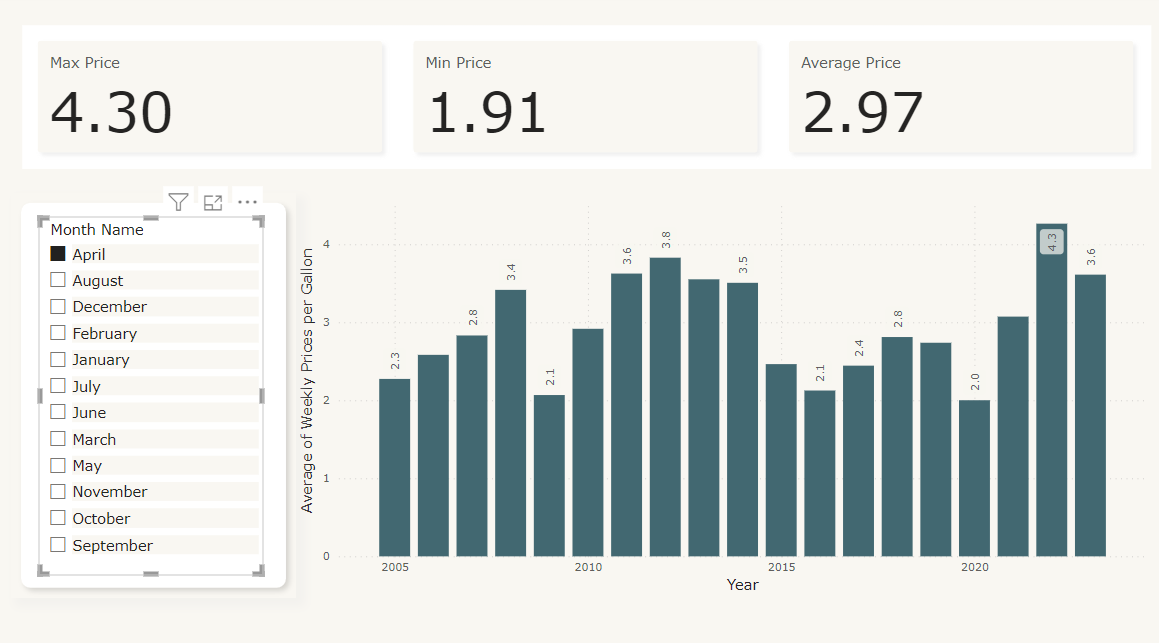 Max Price
4.30
Min Price
1.91
Average Price
2.97
Month Name
April
August
December
February
January
July
June
March
May
November
October
September
Average of Weekly Prices per Gallon
4
3
2
1
0
2.3
2.8
3.4
2.1
3.6
3.8
3.5
2.1
2.4
2.8
2.0
4.3
3.6
2005
2010
2015
2020
Year